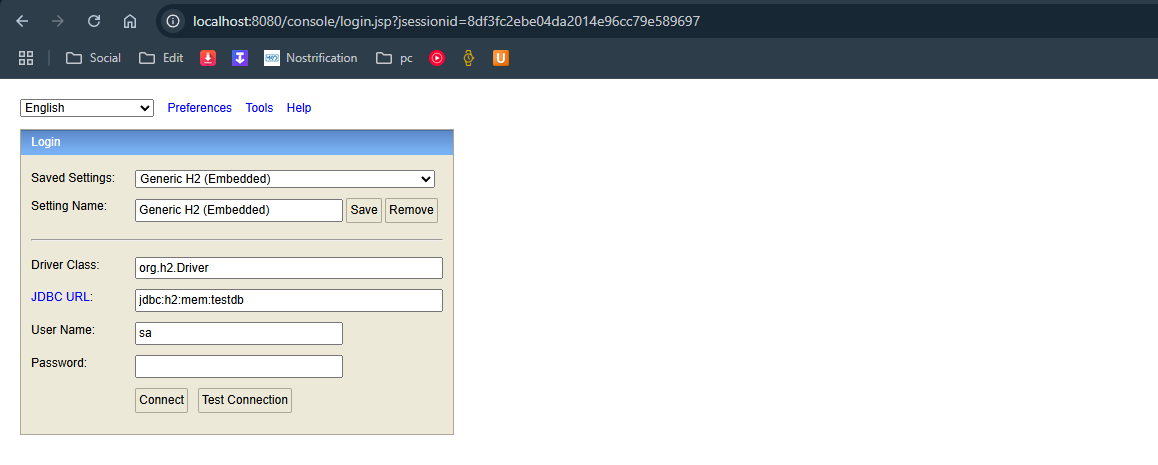 localhost:8080/console/login.jsp?jsessionid=8df3fc2ebe04da2014e96cc79e589697
Social Edit Nostrification pc U
English Preferences Tools Help
Login
Saved Settings: Generic H2 (Embedded)
Setting Name: Generic H2 (Embedded) Save Remove
Driver Class: org.h2.Driver
JDBC URL: jdbc:h2:mem:testdb
User Name: sa
Password:
Connect Test Connection